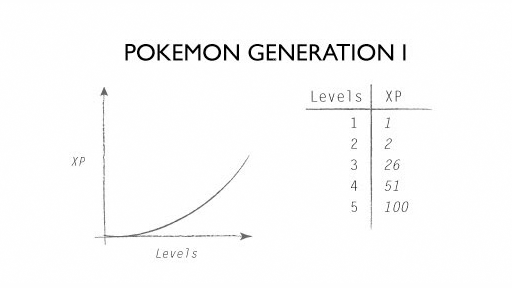 POKEMON GENERATION I
Levels XP
1 1
2 2
3 26
4 51
5 100
XP
Levels